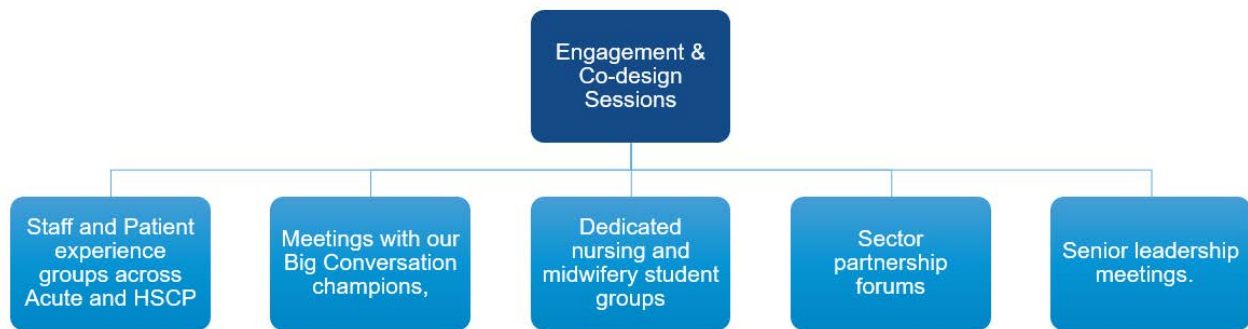 Engagement &
Co-design
Sessions
Staff and Patient
experience
groups across
Acute and HSCP
Meetings with our
Big Conversation
champions,
Dedicated
nursing and
midwifery student
groups
Sector
partnership
forums
Senior leadership
meetings.